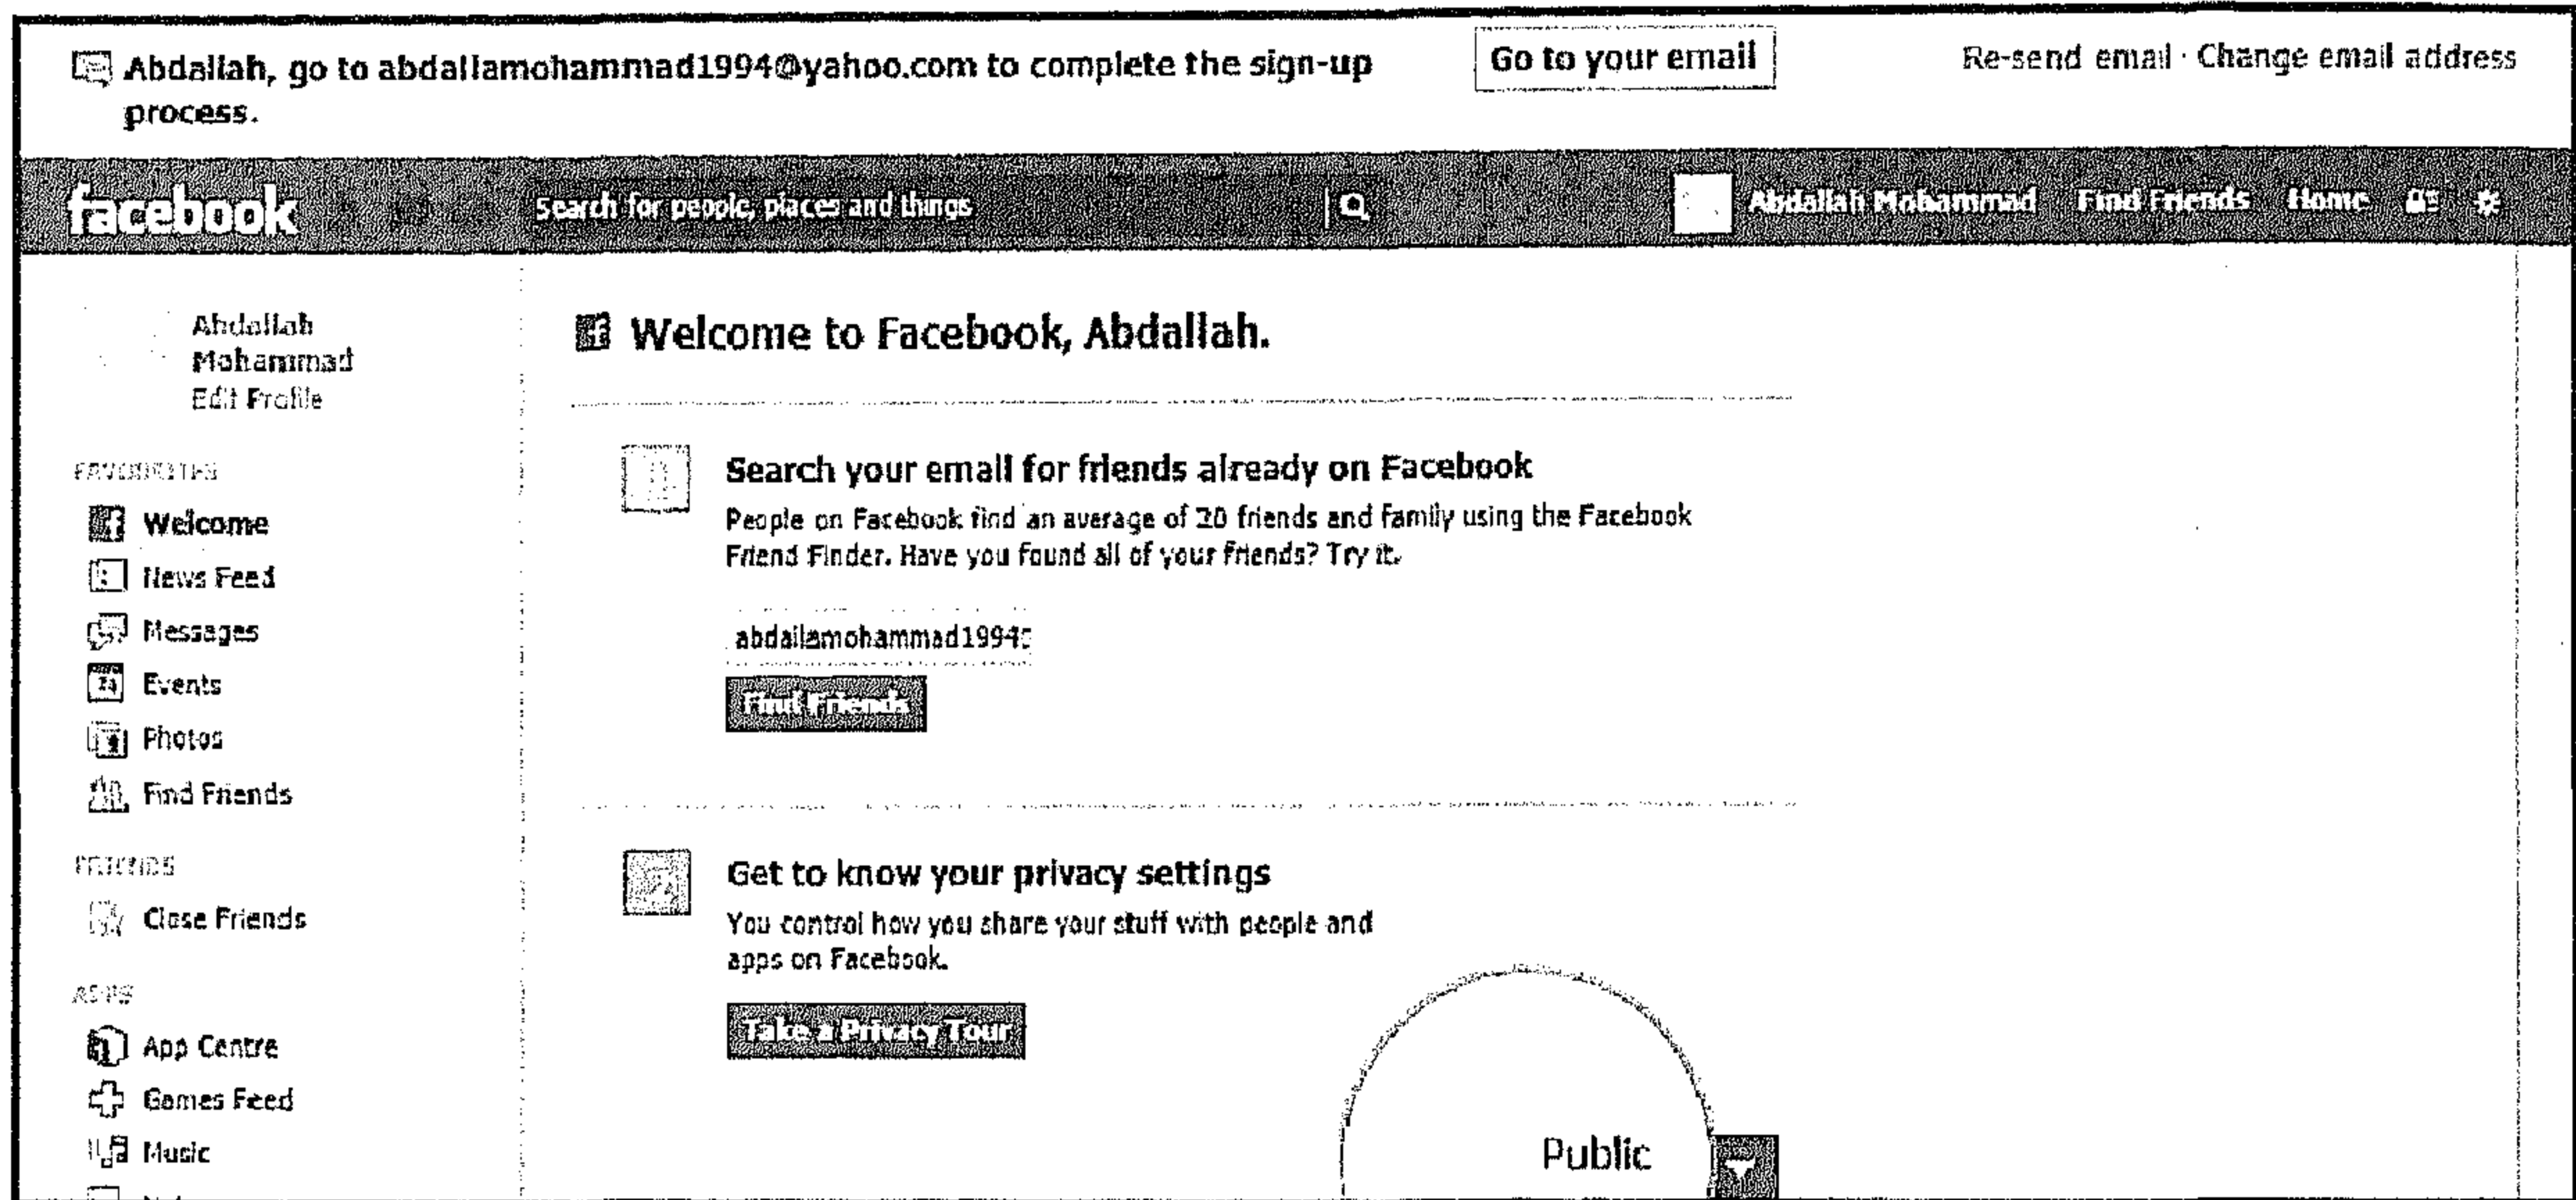 Abdallah, go to abdallamohammad1994@yahoo.com to complete the sign-up
process.
Go to your email
Re-send email · Change email address
facebook
Search for people, places and things
Abdallah Mohammad
Find Friends
Home
Abdallah
Mohammad
Edit Profile
FAVOURITES
Welcome
News Feed
Messages
Events
Photos
Find Friends
FRIENDS
Close Friends
APPS
App Centre
Games Feed
Music
Welcome to Facebook, Abdallah.
Search your email for friends already on Facebook
People on Facebook find an average of 20 friends and family using the Facebook
Friend Finder. Have you found all of your friends? Try it.
abdallamohammad1994
Find Friends
2
Get to know your privacy settings
You control how you share your stuff with people and
apps on Facebook.
Take a Privacy Tour
Public